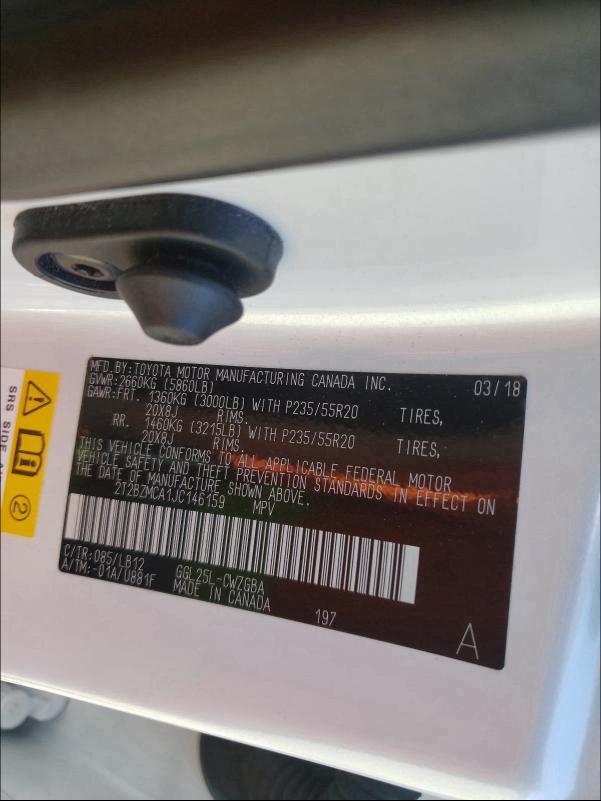 MFD.BY:TOYOTA MOTOR MANUFACTURING CANADA INC. 03/18
GVWR:2660KG (5860LB)
GAWR:FRT. 1360KG (3000LB) WITH P235/55R20 TIRES,
20X8J RIMS.
RR. 1460KG (3215LB) WITH P235/55R20 TIRES,
20X8J RIMS.
THIS VEHICLE CONFORMS TO ALL APPLICABLE FEDERAL MOTOR
VEHICLE SAFETY AND THEFT PREVENTION STANDARDS IN EFFECT ON
THE DATE OF MANUFACTURE SHOWN ABOVE.
2T2BZMCA1JC146159 MPV
C/TR: 085/LB12 GGL25L-CWZGBA
A/TM: -01A/U881F MADE IN CANADA
197
A
SRS SIDE
2